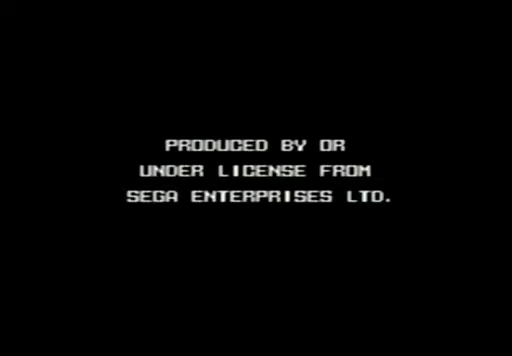 PRODUCED BY OR
UNDER LICENSE FROM
SEGA ENTERPRISES LTD.